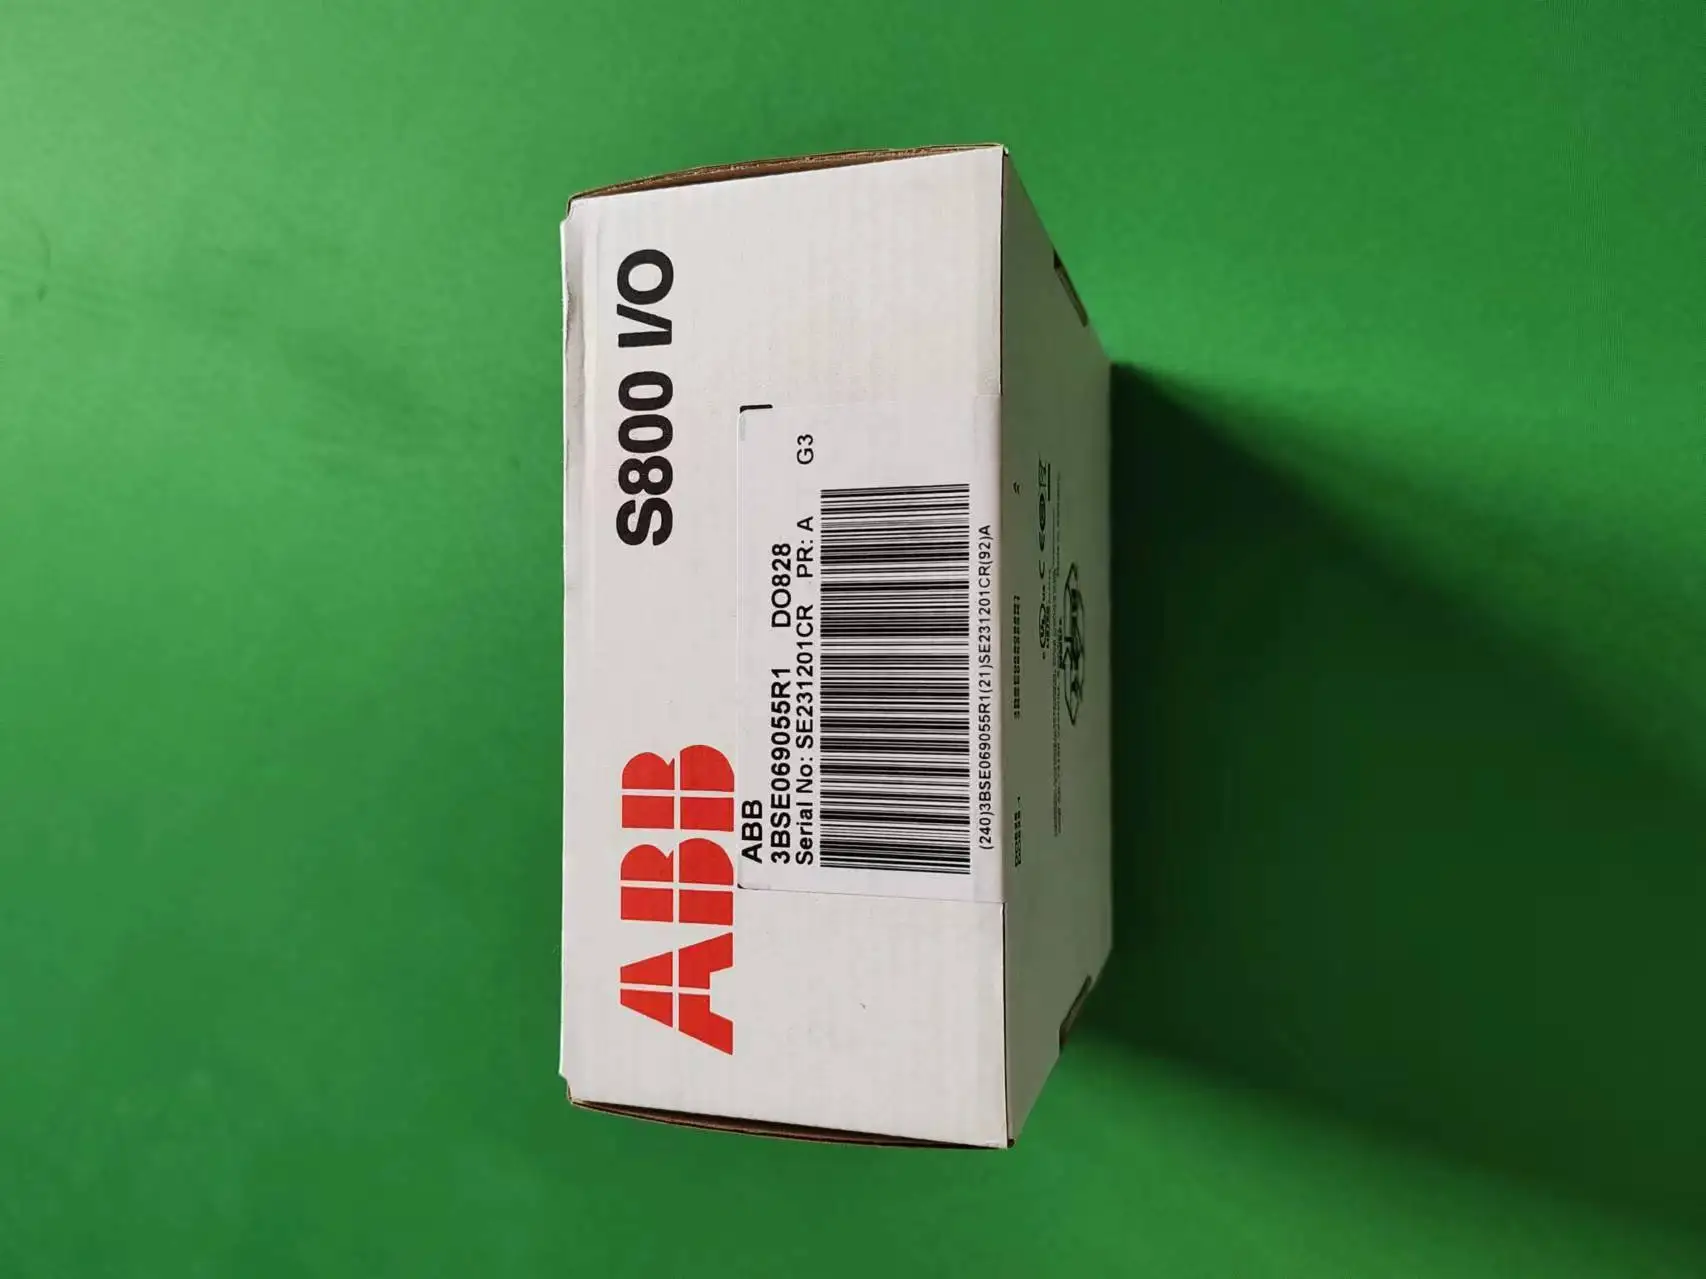 ABB S800 I/O
ABB
3BSE069055R1 DO828
Serial No: SE231201CR PR: A G3
(240)3BSE069055R1(21)SE231201CR(92)A